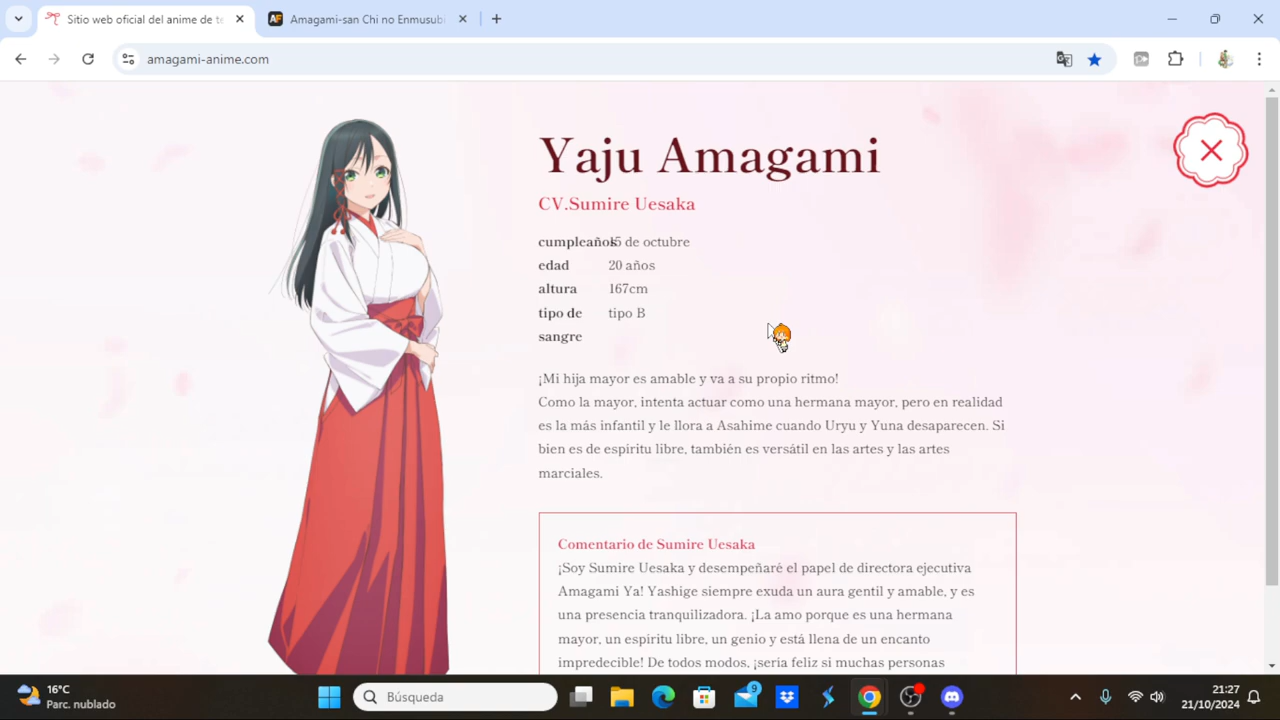 Sitio web oficial del anime de te
Amagami-san Chi no Enmusubi
amagami-anime.com
Yaju Amagami
CV.Sumire Uesaka
cumpleaños 15 de octubre
edad 20 años
altura 167cm
tipo de sangre tipo B
¡Mi hija mayor es amable y va a su propio ritmo!
Como la mayor, intenta actuar como una hermana mayor, pero en realidad
es la más infantil y le llora a Asahime cuando Uryu y Yuna desaparecen. Si
bien es de espíritu libre, también es versátil en las artes y las artes
marciales.
Comentario de Sumire Uesaka
¡Soy Sumire Uesaka y desempeñaré el papel de directora ejecutiva
Amagami Ya! Yashige siempre exuda un aura gentil y amable, y es
una presencia tranquilizadora. ¡La amo porque es una hermana
mayor, un espíritu libre, un genio y está llena de un encanto
impredecible! De todos modos, ¡sería feliz si muchas personas
16°C
Parc. nublado
Búsqueda
9
21:27
21/10/2024